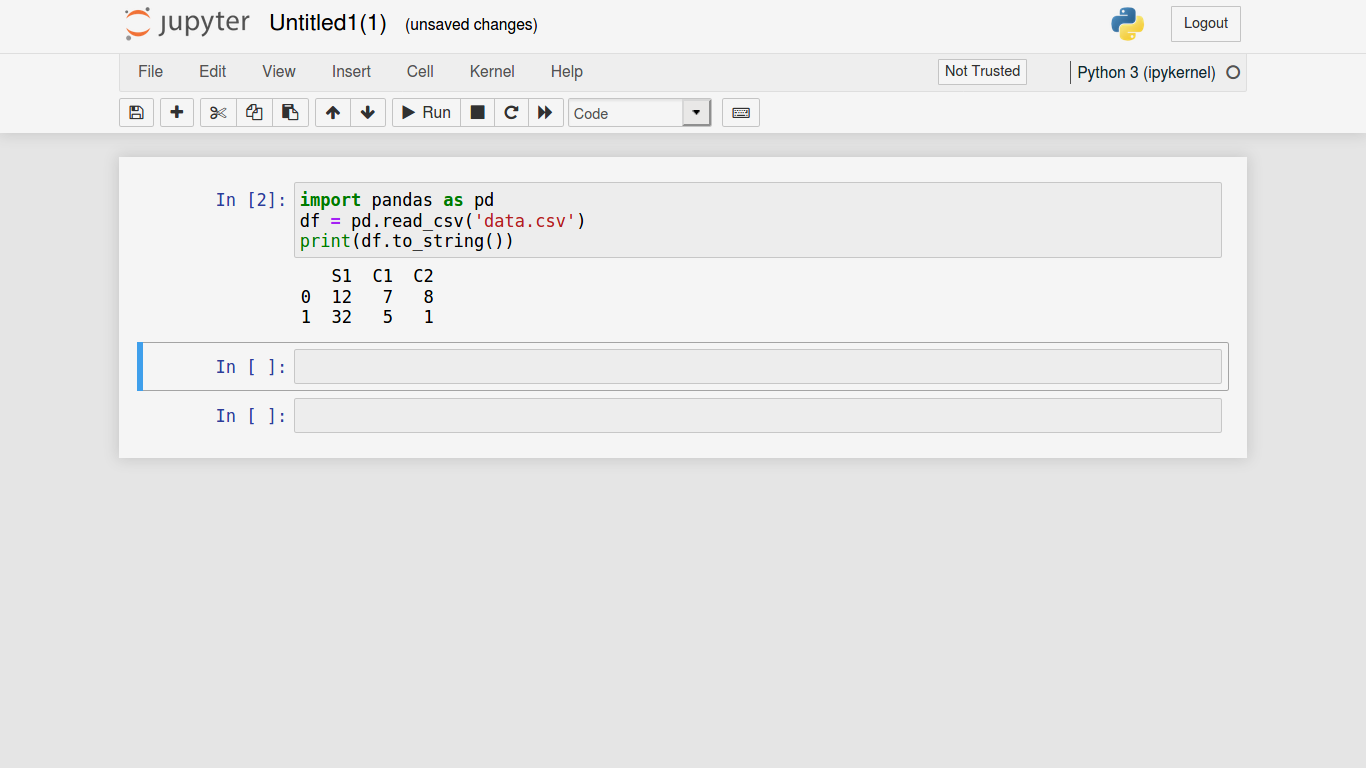 jupyter Untitled1(1) (unsaved changes) Logout
File Edit View Insert Cell Kernel Help Not Trusted Python 3 (ipykernel)
Run Code
In [2]: import pandas as pd
df = pd.read_csv('data.csv')
print(df.to_string())
S1 C1 C2
0 12 7 8
1 32 5 1
In [ ]:
In [ ]: